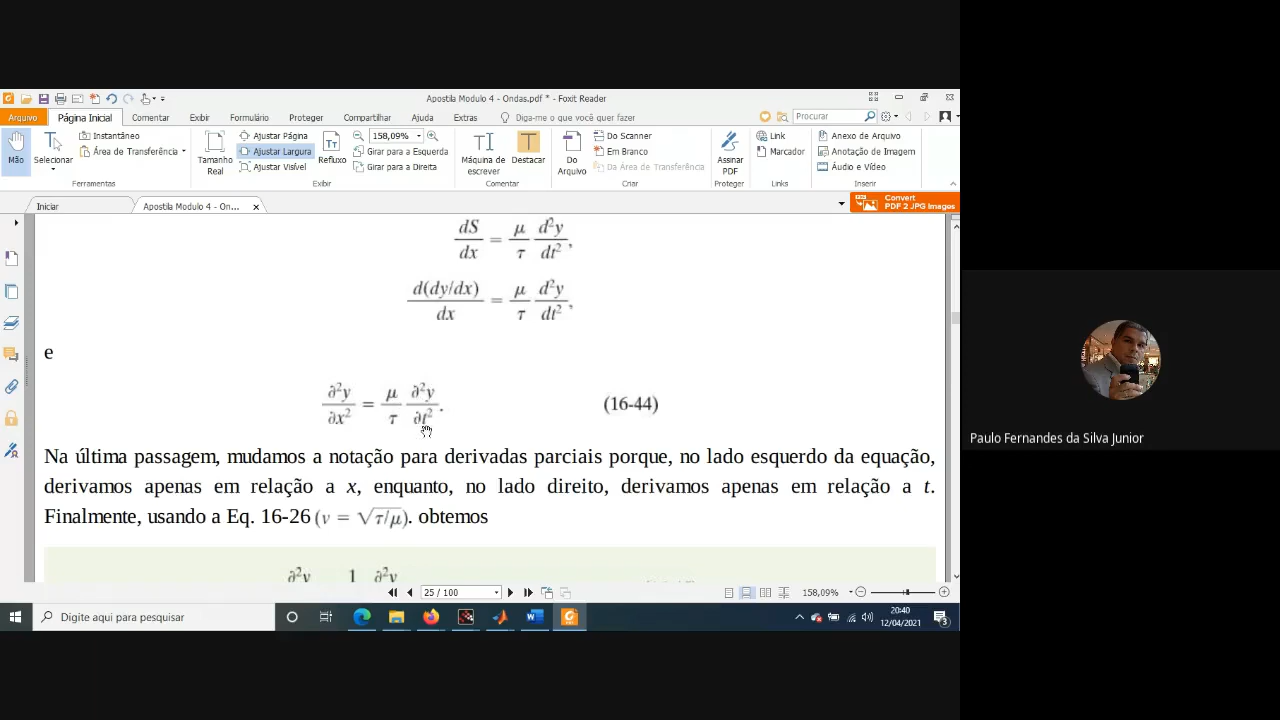 Apostila Modulo 4 - Ondas.pdf * - Foxit Reader
Arquivo Página Inicial Comentar Exibir Formulário Proteger Compartilhar Ajuda Extras Diga-me o que você quer fazer Procurar
Mão
Selecionar
Instantâneo
Área de Transferência
Ferramentas
Tamanho Real
Ajustar Página
Ajustar Largura
Ajustar Visível
Refluxo
158,09%
Girar para a Esquerda
Girar para a Direita
Exibir
Máquina de escrever
Destacar
Comentar
Do Arquivo
Do Scanner
Em Branco
Da Área de Transferência
Criar
Assinar PDF
Proteger
Link
Marcador
Links
Anexo de Arquivo
Anotação de Imagem
Áudio e Vídeo
Inserir
Iniciar
Apostila Modulo 4 - On...
Convert
PDF 2 JPG Images
dS/dx = μ/τ d²y/dt²,
d(dy/dx)/dx = μ/τ d²y/dt²,
e
∂²y/∂x² = μ/τ ∂²y/∂t². (16-44)
Na última passagem, mudamos a notação para derivadas parciais porque, no lado esquerdo da equação,
derivamos apenas em relação a x, enquanto, no lado direito, derivamos apenas em relação a t.
Finalmente, usando a Eq. 16-26 (v = √τ/μ). obtemos
∂²y 1 ∂²y
25 / 100
158,09%
Digite aqui para pesquisar
20:40
12/04/2021
3
Paulo Fernandes da Silva Junior